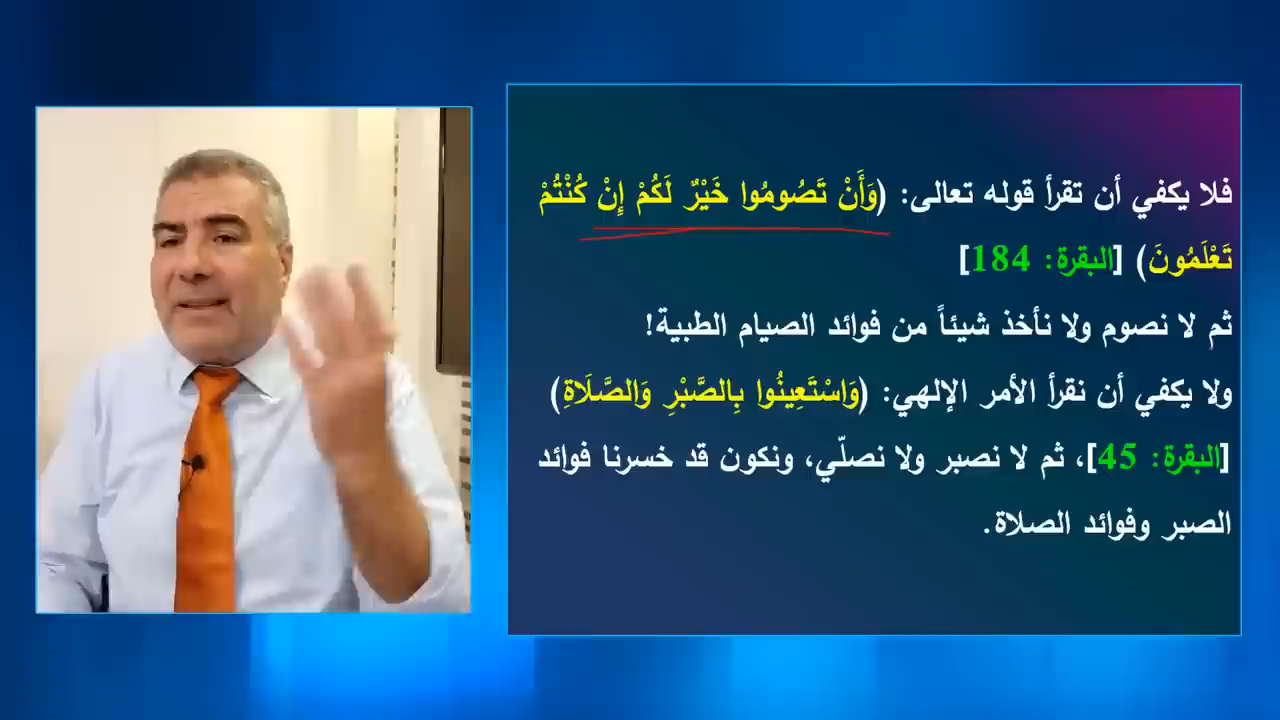 فلا يكفي أن تقرأ قوله تعالى: (وَأَنْ تَصُومُوا خَيْرٌ لَكُمْ إِنْ كُنْتُمْ
تَعْلَمُونَ) [البقرة: 184]
ثم لا نصوم ولا نأخذ شيئاً من فوائد الصيام الطبية!
ولا يكفي أن نقرأ الأمر الإلهي: (وَاسْتَعِينُوا بِالصَّبْرِ وَالصَّلَاةِ)
[البقرة: 45]، ثم لا نصبر ولا نصلّي، ونكون قد خسرنا فوائد
الصبر وفوائد الصلاة.